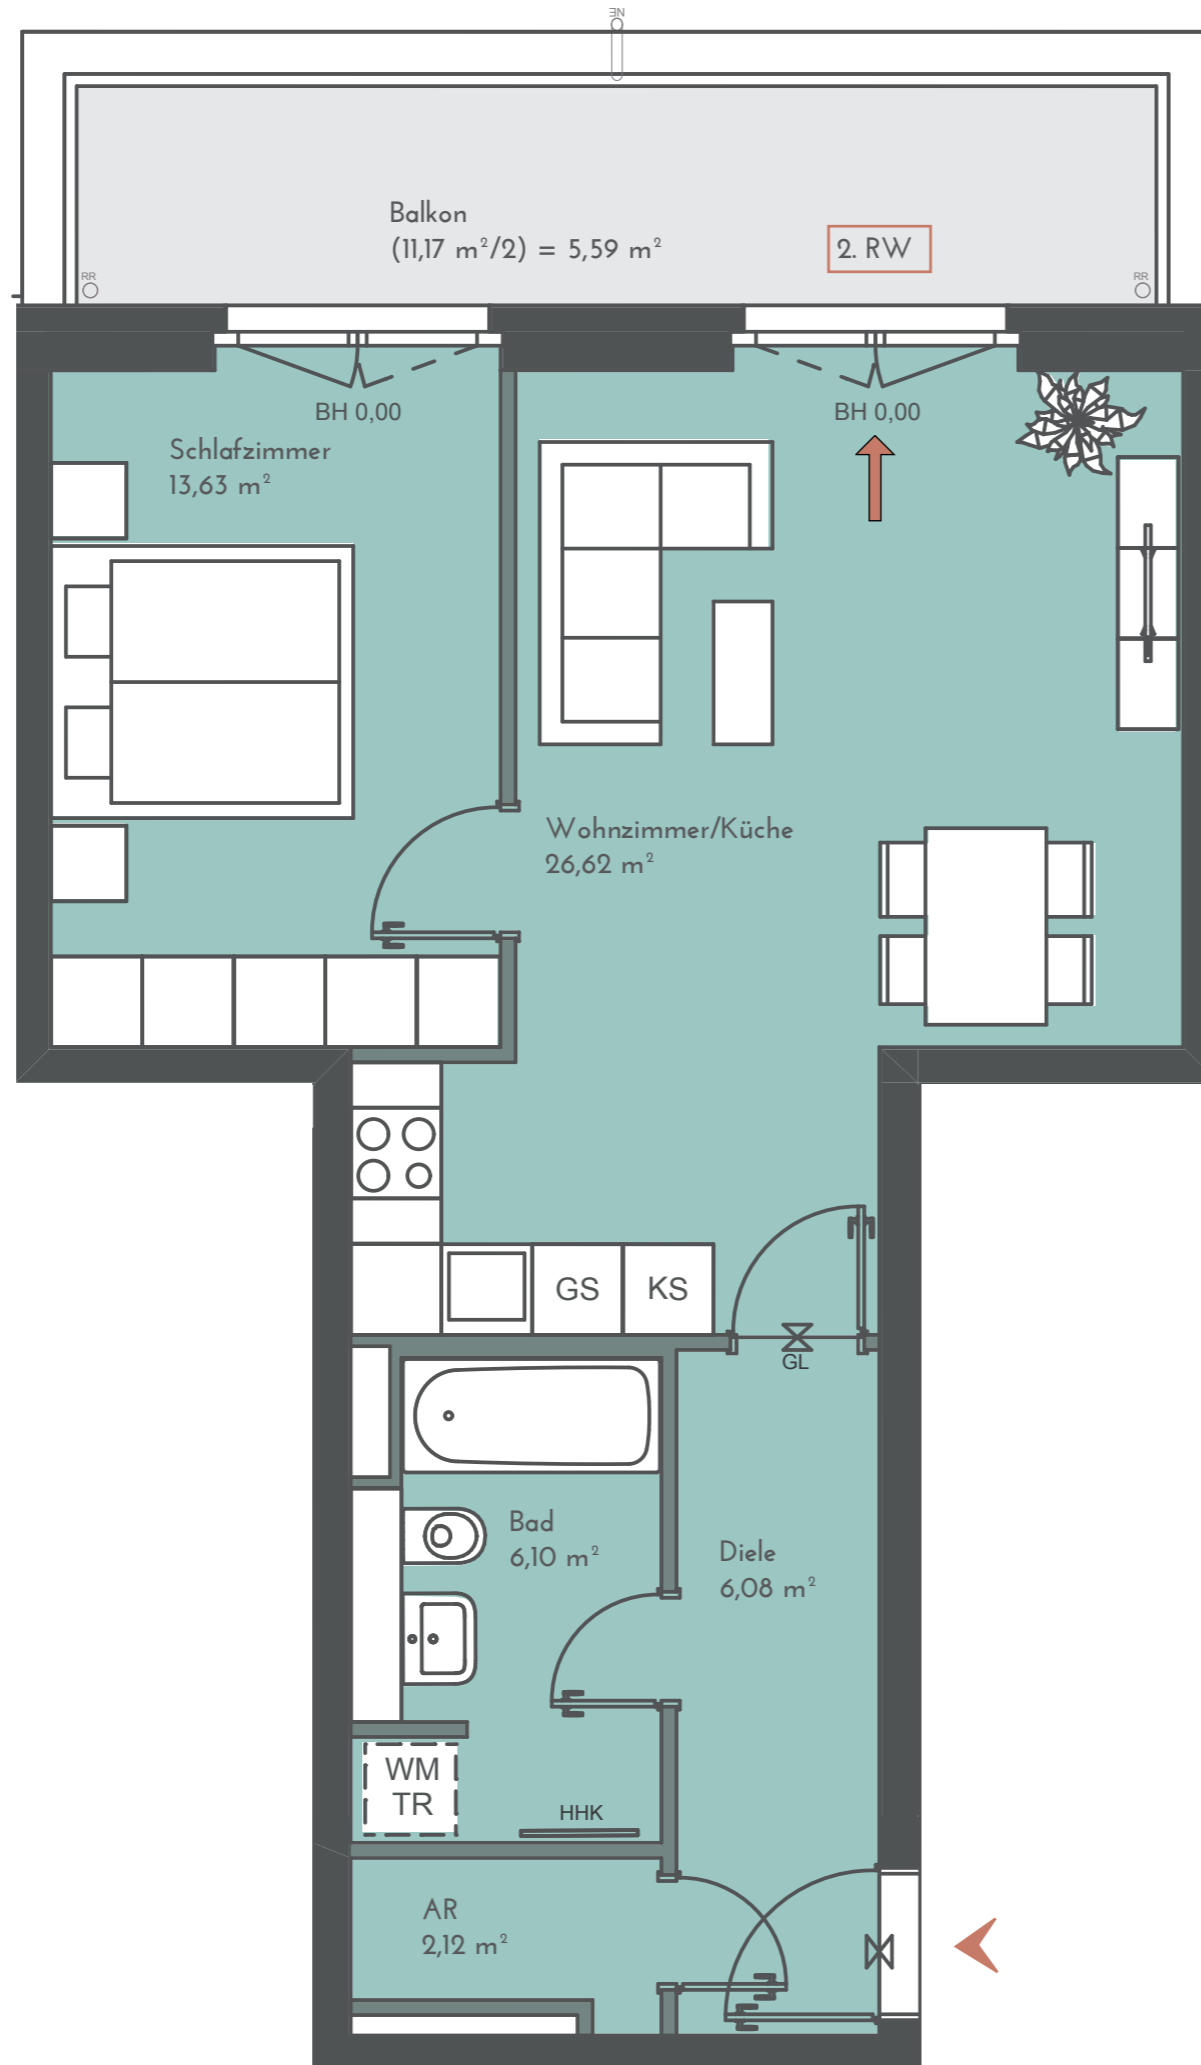 NE
Balkon
(11,17 m²/2) = 5,59 m²
2. RW
RR
RR
BH 0,00
BH 0,00
Schlafzimmer
13,63 m²
Wohnzimmer/Küche
26,62 m²
GS
KS
GL
Bad
6,10 m²
Diele
6,08 m²
WM
TR
HHK
AR
2,12 m²